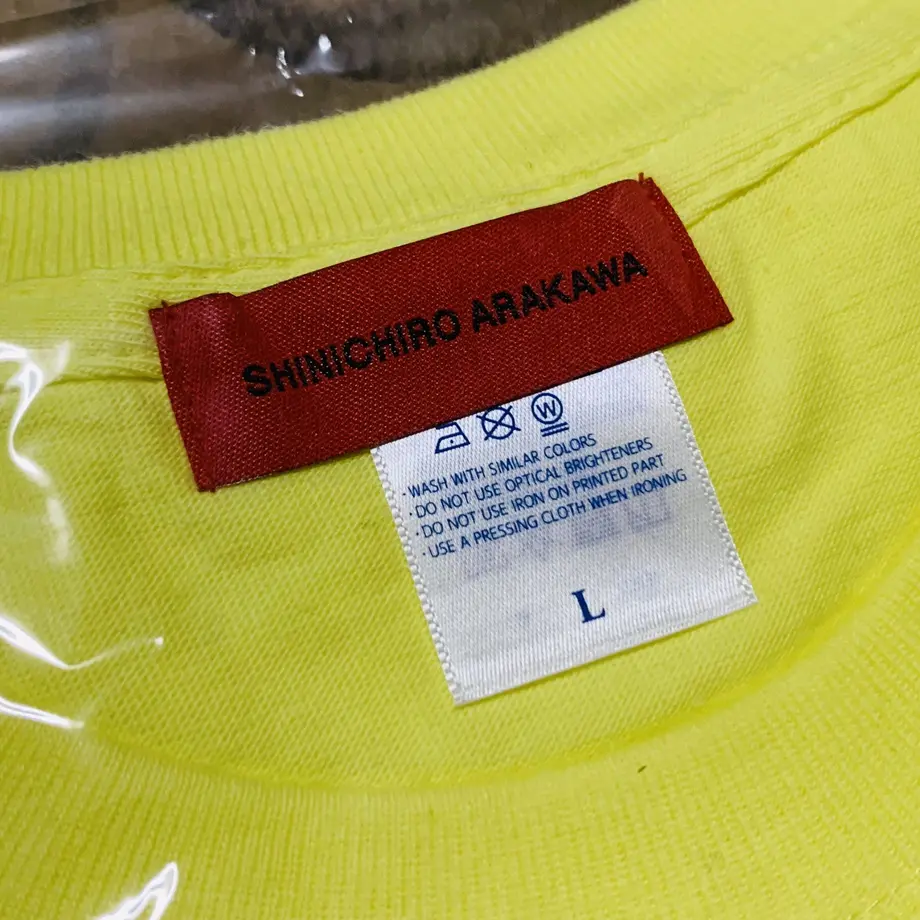 SHINICHIRO ARAKAWA
W
· WASH WITH SIMILAR COLORS
· DO NOT USE OPTICAL BRIGHTENERS
· DO NOT USE IRON ON PRINTED PART
· USE A PRESSING CLOTH WHEN IRONING
L